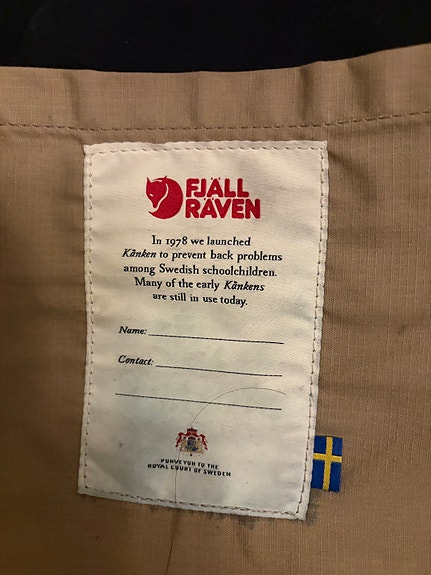 FJÄLL
RÄVEN
In 1978 we launched
Kånken to prevent back problems
among Swedish schoolchildren.
Many of the early Kånkens
are still in use today.
Name:
Contact:
PURVEYOR TO THE
ROYAL COURT OF SWEDEN